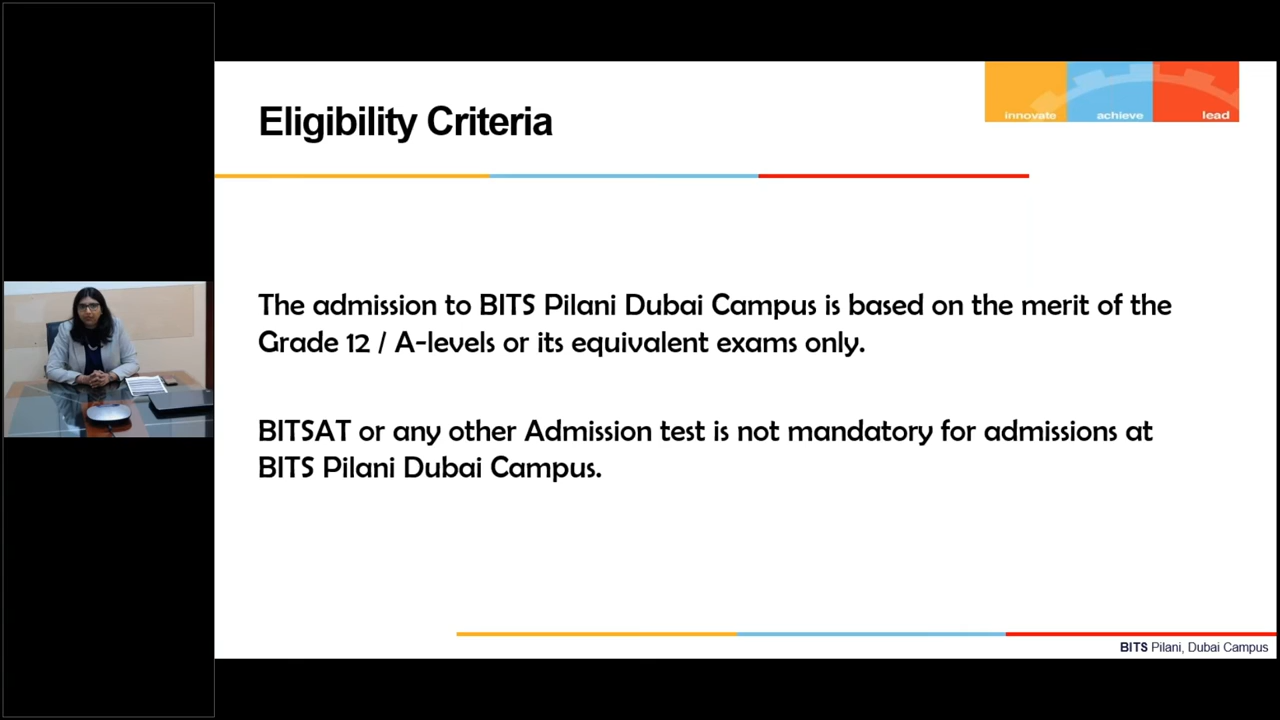 innovate achieve lead
Eligibility Criteria
The admission to BITS Pilani Dubai Campus is based on the merit of the
Grade 12 / A-levels or its equivalent exams only.
BITSAT or any other Admission test is not mandatory for admissions at
BITS Pilani Dubai Campus.
BITS Pilani, Dubai Campus